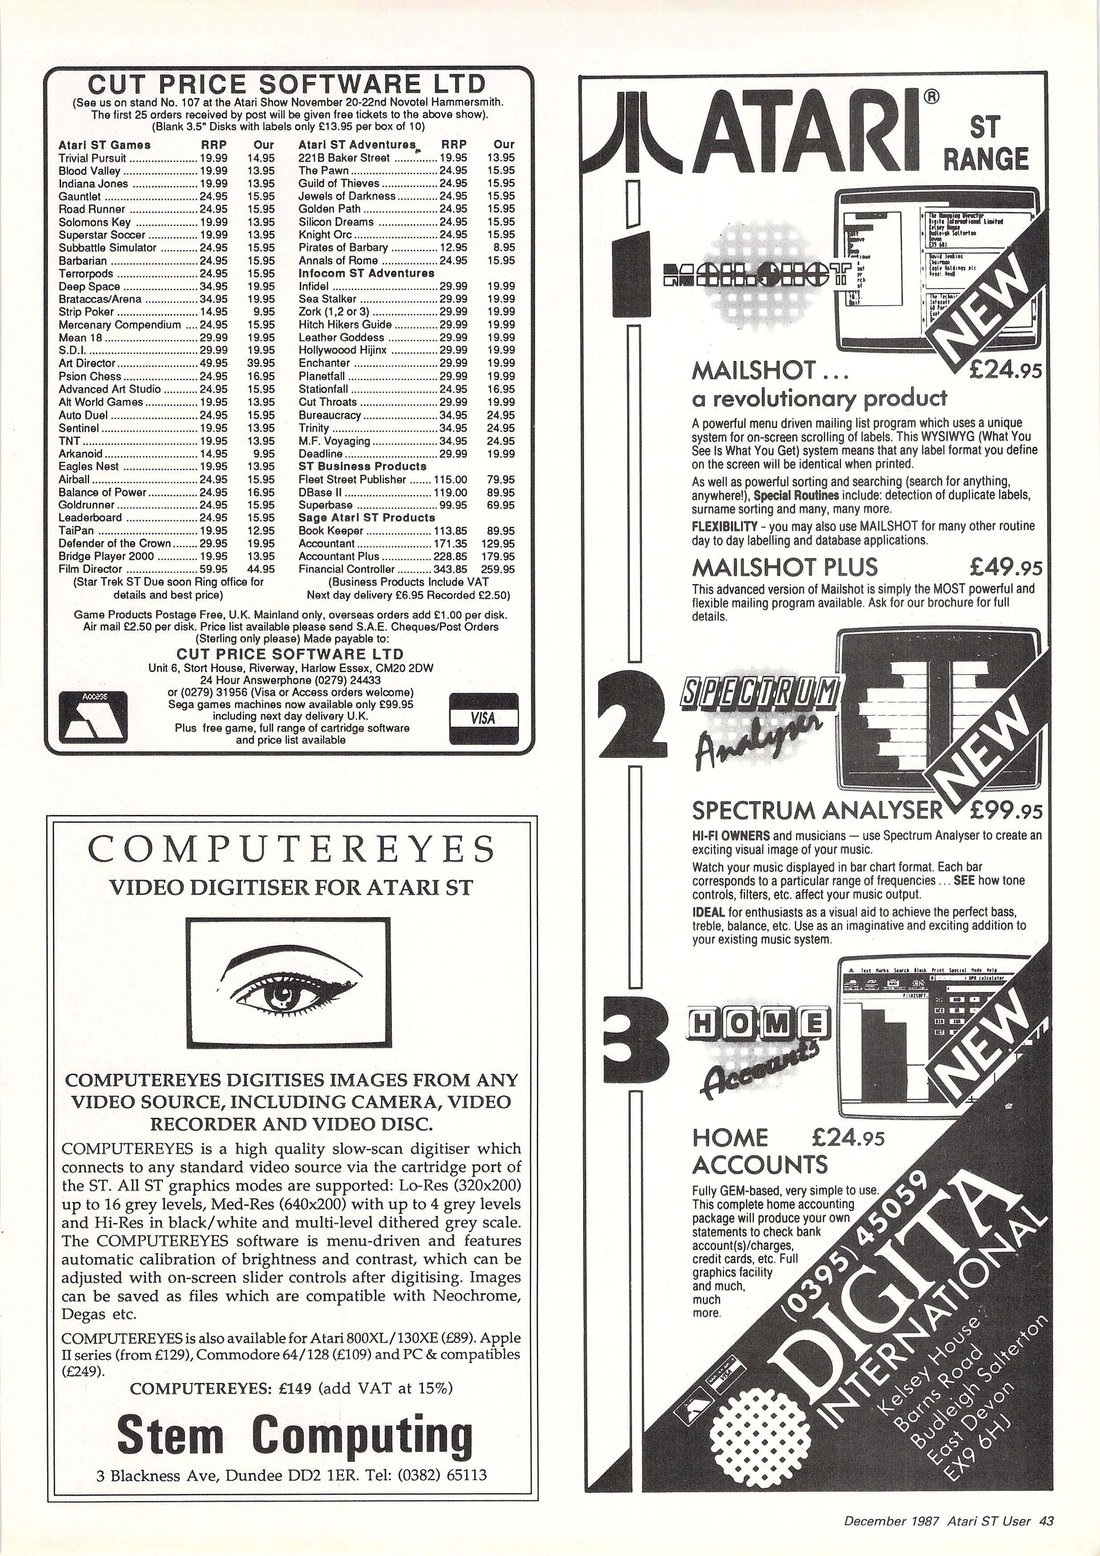 CUT PRICE SOFTWARE LTD
(See us on stand No. 107 at the Atari Show November 20-22nd Novotel Hammersmith.
The first 25 orders received by post will be given free tickets to the above show).
(Blank 3.5" Disks with labels only £13.95 per box of 10)
Atari ST Games RRP Our
Trivial Pursuit 19.99 14.95
Blood Valley 19.99 13.95
Indiana Jones 19.99 13.95
Gauntlet 24.95 15.95
Road Runner 24.95 15.95
Solomons Key 19.99 13.95
Superstar Soccer 19.99 13.95
Subbattle Simulator 24.95 15.95
Barbarian 24.95 15.95
Terrorpods 24.95 15.95
Deep Space 34.95 19.95
Brataccas/Arena 34.95 19.95
Strip Poker 14.95 9.95
Mercenary Compendium 24.95 15.95
Mean 18 29.99 19.95
S.D.I. 29.99 19.95
Art Director 49.95 39.95
Psion Chess 24.95 16.95
Advanced Art Studio 24.95 15.95
Alt World Games 19.95 13.95
Auto Duel 24.95 15.95
Sentinel 19.95 13.95
TNT 19.95 13.95
Arkanoid 14.95 9.95
Eagles Nest 19.95 13.95
Airball 24.95 15.95
Balance of Power 24.95 16.95
Goldrunner 24.95 15.95
Leaderboard 24.95 15.95
TaiPan 19.95 12.95
Defender of the Crown 29.95 19.95
Bridge Player 2000 19.95 13.95
Film Director 59.95 44.95
(Star Trek ST Due soon Ring office for
details and best price)
Atari ST Adventures RRP Our
221B Baker Street 19.95 13.95
The Pawn 24.95 15.95
Guild of Thieves 24.95 15.95
Jewels of Darkness 24.95 15.95
Golden Path 24.95 15.95
Silicon Dreams 24.95 15.95
Knight Orc 24.95 15.95
Pirates of Barbary 12.95 8.95
Annals of Rome 24.95 15.95
Infocom ST Adventures
Infidel 29.99 19.99
Sea Stalker 29.99 19.99
Zork (1,2 or 3) 29.99 19.99
Hitch Hikers Guide 29.99 19.99
Leather Goddess 29.99 19.99
Hollywoood Hijinx 29.99 19.99
Enchanter 29.99 19.99
Planetfall 29.99 19.99
Stationfall 24.95 16.95
Cut Throats 29.99 19.99
Bureaucracy 34.95 24.95
Trinity 34.95 24.95
M.F. Voyaging 34.95 24.95
Deadline 29.99 19.99
ST Business Products
Fleet Street Publisher 115.00 79.95
DBase II 119.00 89.95
Superbase 99.95 69.95
Sage Atari ST Products
Book Keeper 113.85 89.95
Accountant 171.35 129.95
Accountant Plus 228.85 179.95
Financial Controller 343.85 259.95
(Business Products Include VAT
Next day delivery £6.95 Recorded £2.50)
Game Products Postage Free, U.K. Mainland only, overseas orders add £1.00 per disk.
Air mail £2.50 per disk. Price list available please send S.A.E. Cheques/Post Orders
(Sterling only please) Made payable to:
CUT PRICE SOFTWARE LTD
Unit 6, Stort House, Riverway, Harlow Essex, CM20 2DW
24 Hour Answerphone (0279) 24433
or (0279) 31956 (Visa or Access orders welcome)
Sega games machines now available only £99.95
including next day delivery U.K.
Plus free game, full range of cartridge software
and price list available
Access
VISA
COMPUTEREYES
VIDEO DIGITISER FOR ATARI ST
COMPUTEREYES DIGITISES IMAGES FROM ANY
VIDEO SOURCE, INCLUDING CAMERA, VIDEO
RECORDER AND VIDEO DISC.
COMPUTEREYES is a high quality slow-scan digitiser which
connects to any standard video source via the cartridge port of
the ST. All ST graphics modes are supported: Lo-Res (320x200)
up to 16 grey levels, Med-Res (640x200) with up to 4 grey levels
and Hi-Res in black/white and multi-level dithered grey scale.
The COMPUTEREYES software is menu-driven and features
automatic calibration of brightness and contrast, which can be
adjusted with on-screen slider controls after digitising. Images
can be saved as files which are compatible with Neochrome,
Degas etc.
COMPUTEREYES is also available for Atari 800XL/130XE (£89). Apple
II series (from £129), Commodore 64/128 (£109) and PC & compatibles
(£249).
COMPUTEREYES: £149 (add VAT at 15%)
Stem Computing
3 Blackness Ave, Dundee DD2 1ER. Tel: (0382) 65113
ATARI®
ST
RANGE
1
MAILSHOT
The Managing Director
Digita International Limited
Kelsey House
Budleigh Salterton
Devon
EX9 6HJ
David Jenkins
Chairman
Eagle Holdings plc
NEW
MAILSHOT ... £24.95
a revolutionary product
A powerful menu driven mailing list program which uses a unique
system for on-screen scrolling of labels. This WYSIWYG (What You
See Is What You Get) system means that any label format you define
on the screen will be identical when printed.
As well as powerful sorting and searching (search for anything,
anywhere!), Special Routines include: detection of duplicate labels,
surname sorting and many, many more.
FLEXIBILITY – you may also use MAILSHOT for many other routine
day to day labelling and database applications.
MAILSHOT PLUS £49.95
This advanced version of Mailshot is simply the MOST powerful and
flexible mailing program available. Ask for our brochure for full
details.
2
SPECTRUM
Analyser
NEW
SPECTRUM ANALYSER £99.95
HI-FI OWNERS and musicians — use Spectrum Analyser to create an
exciting visual image of your music.
Watch your music displayed in bar chart format. Each bar
corresponds to a particular range of frequencies ... SEE how tone
controls, filters, etc. affect your music output.
IDEAL for enthusiasts as a visual aid to achieve the perfect bass,
treble, balance, etc. Use as an imaginative and exciting addition to
your existing music system.
3
HOME
Accounts
Text Marks Search Block Print Special Mode Help
NEW
HOME £24.95
ACCOUNTS
Fully GEM-based, very simple to use.
This complete home accounting
package will produce your own
statements to check bank
account(s)/charges,
credit cards, etc. Full
graphics facility
and much,
much
more.
(0395) 45059
DIGITA
INTERNATIONAL
Kelsey House
Barns Road
Budleigh Salterton
East Devon
EX9 6HJ
December 1987 Atari ST User 43